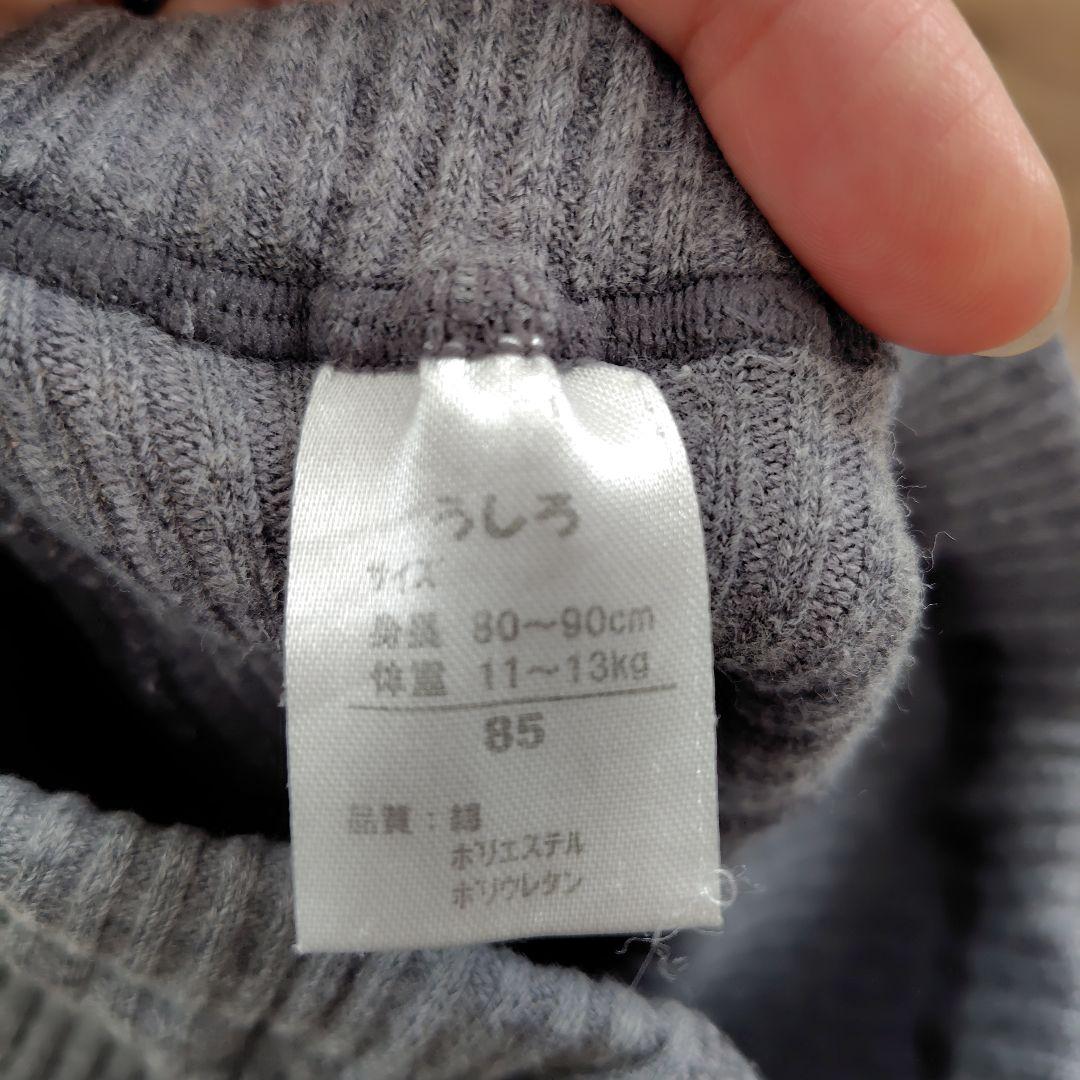 うしろ
サイズ
身長 80～90cm
体重 11～13kg
85
品質：綿
ポリエステル
ポリウレタン